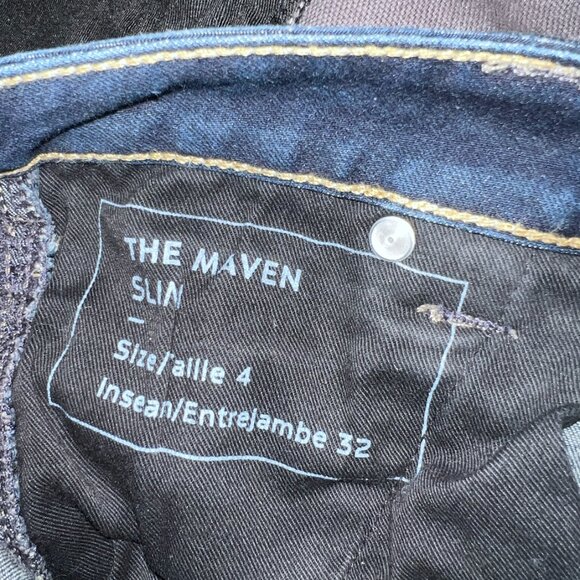 THE MAVEN
SLIM
–
Size/Taille 4
Inseam/Entrejambe 32